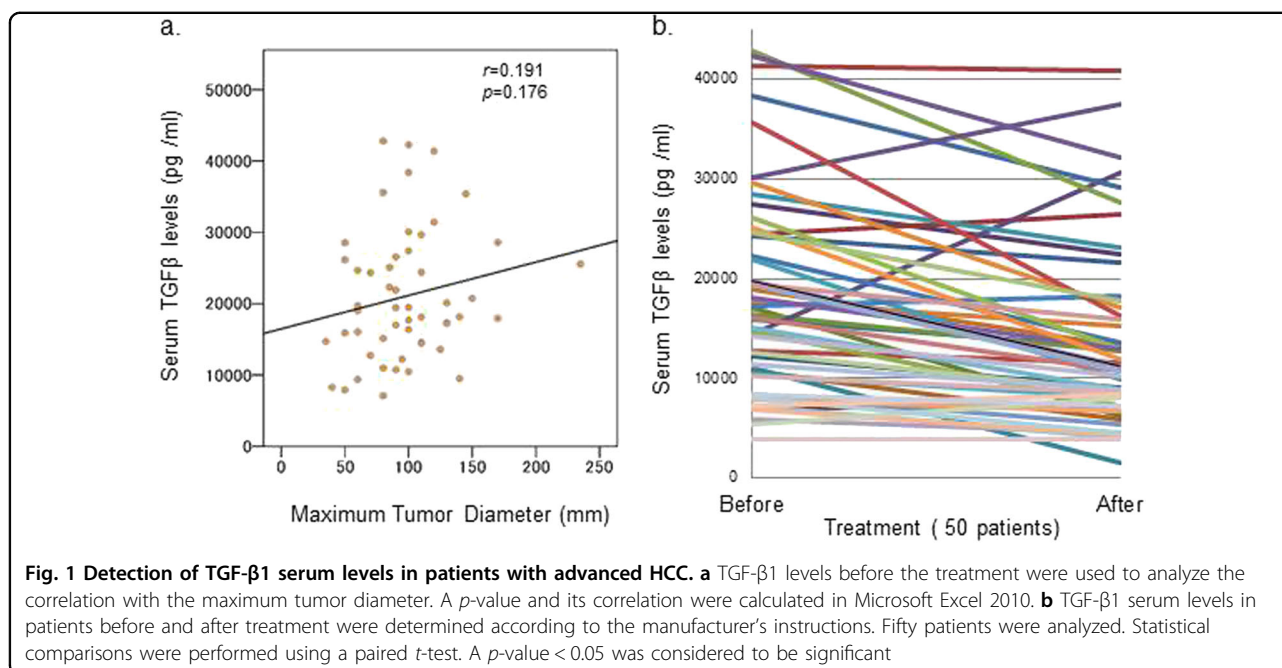 a.
r=0.191
p=0.176
50000
40000
30000
20000
10000
0
Serum TGFβ levels (pg /ml)
0 50 100 150 200 250
Maximum Tumor Diameter (mm)
b.
40000
30000
20000
10000
0
Serum TGFβ levels (pg /ml)
Before After
Treatment ( 50 patients)
Fig. 1 Detection of TGF-β1 serum levels in patients with advanced HCC. a TGF-β1 levels before the treatment were used to analyze the
correlation with the maximum tumor diameter. A p-value and its correlation were calculated in Microsoft Excel 2010. b TGF-β1 serum levels in
patients before and after treatment were determined according to the manufacturer's instructions. Fifty patients were analyzed. Statistical
comparisons were performed using a paired t-test. A p-value < 0.05 was considered to be significant